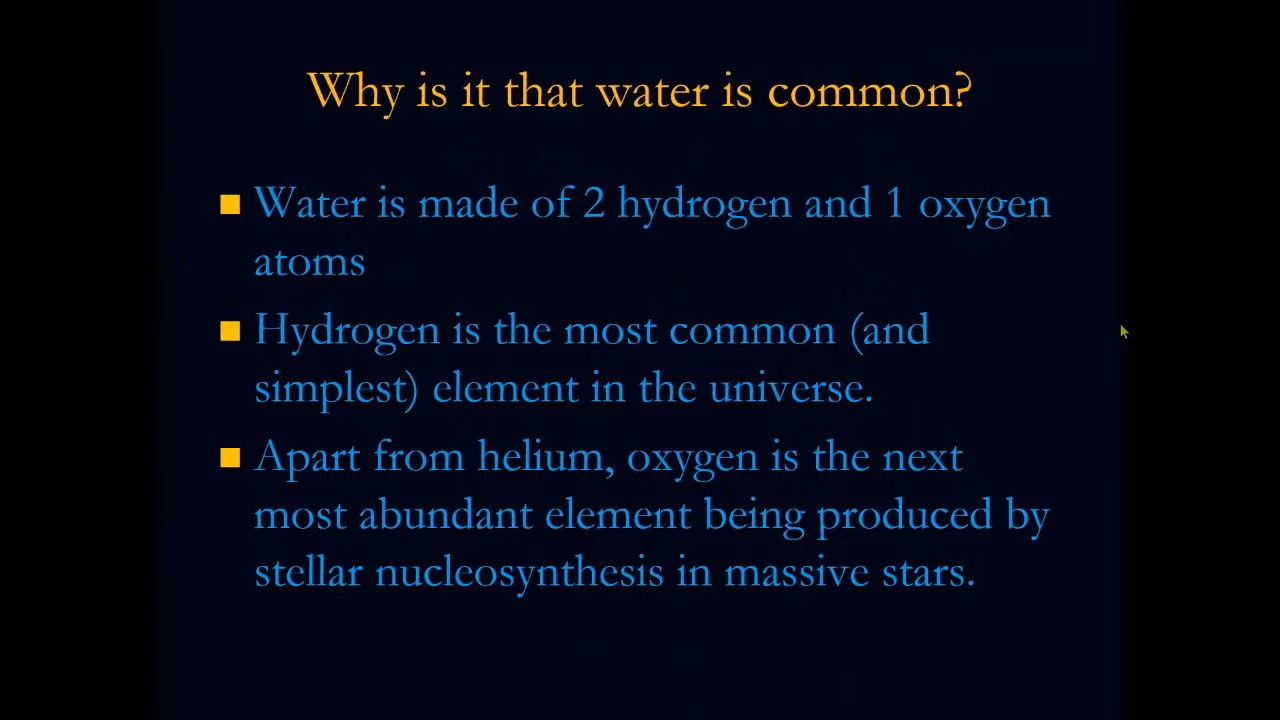 Why is it that water is common?
Water is made of 2 hydrogen and 1 oxygen
atoms
Hydrogen is the most common (and
simplest) element in the universe.
Apart from helium, oxygen is the next
most abundant element being produced by
stellar nucleosynthesis in massive stars.